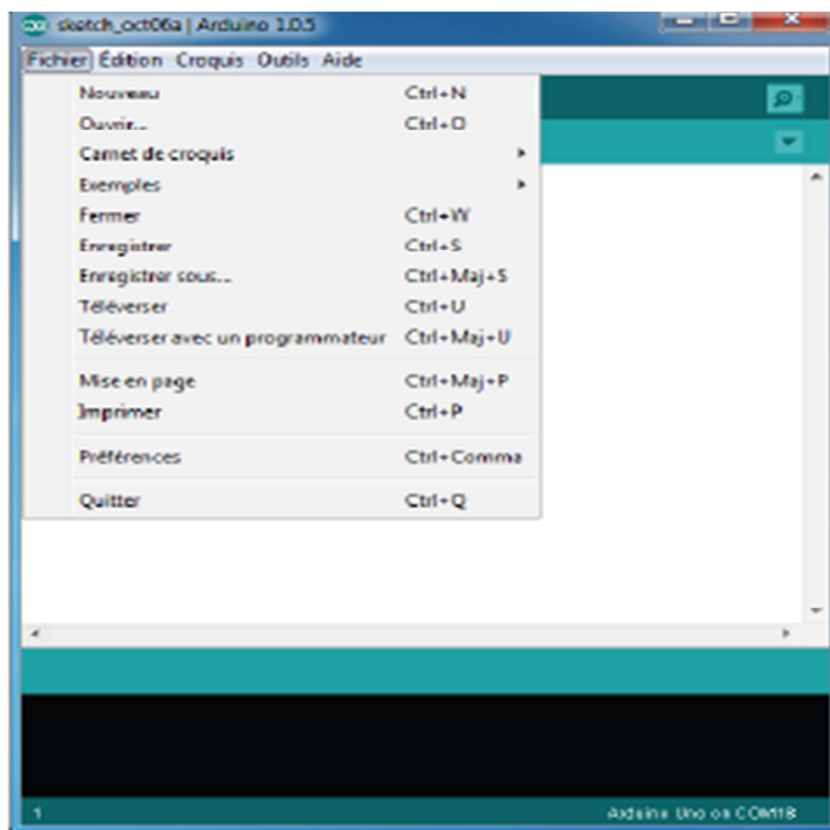 sketch_oct06a | Arduino 1.0.5
Fichier Édition Croquis Outils Aide
Nouveau Ctrl+N
Ouvrir... Ctrl+O
Carnet de croquis
Exemples
Fermer Ctrl+W
Enregistrer Ctrl+S
Enregistrer sous... Ctrl+Maj+S
Téléverser Ctrl+U
Téléverser avec un programmateur Ctrl+Maj+U
Mise en page Ctrl+Maj+P
Imprimer Ctrl+P
Préférences Ctrl+Comma
Quitter Ctrl+Q
1 Arduino Uno on COM18